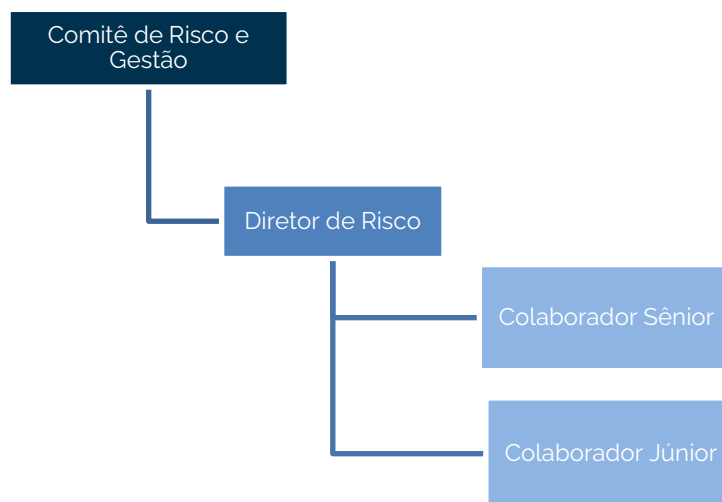 Comitê de Risco e
Gestão
Diretor de Risco
Colaborador Sênior
Colaborador Júnior